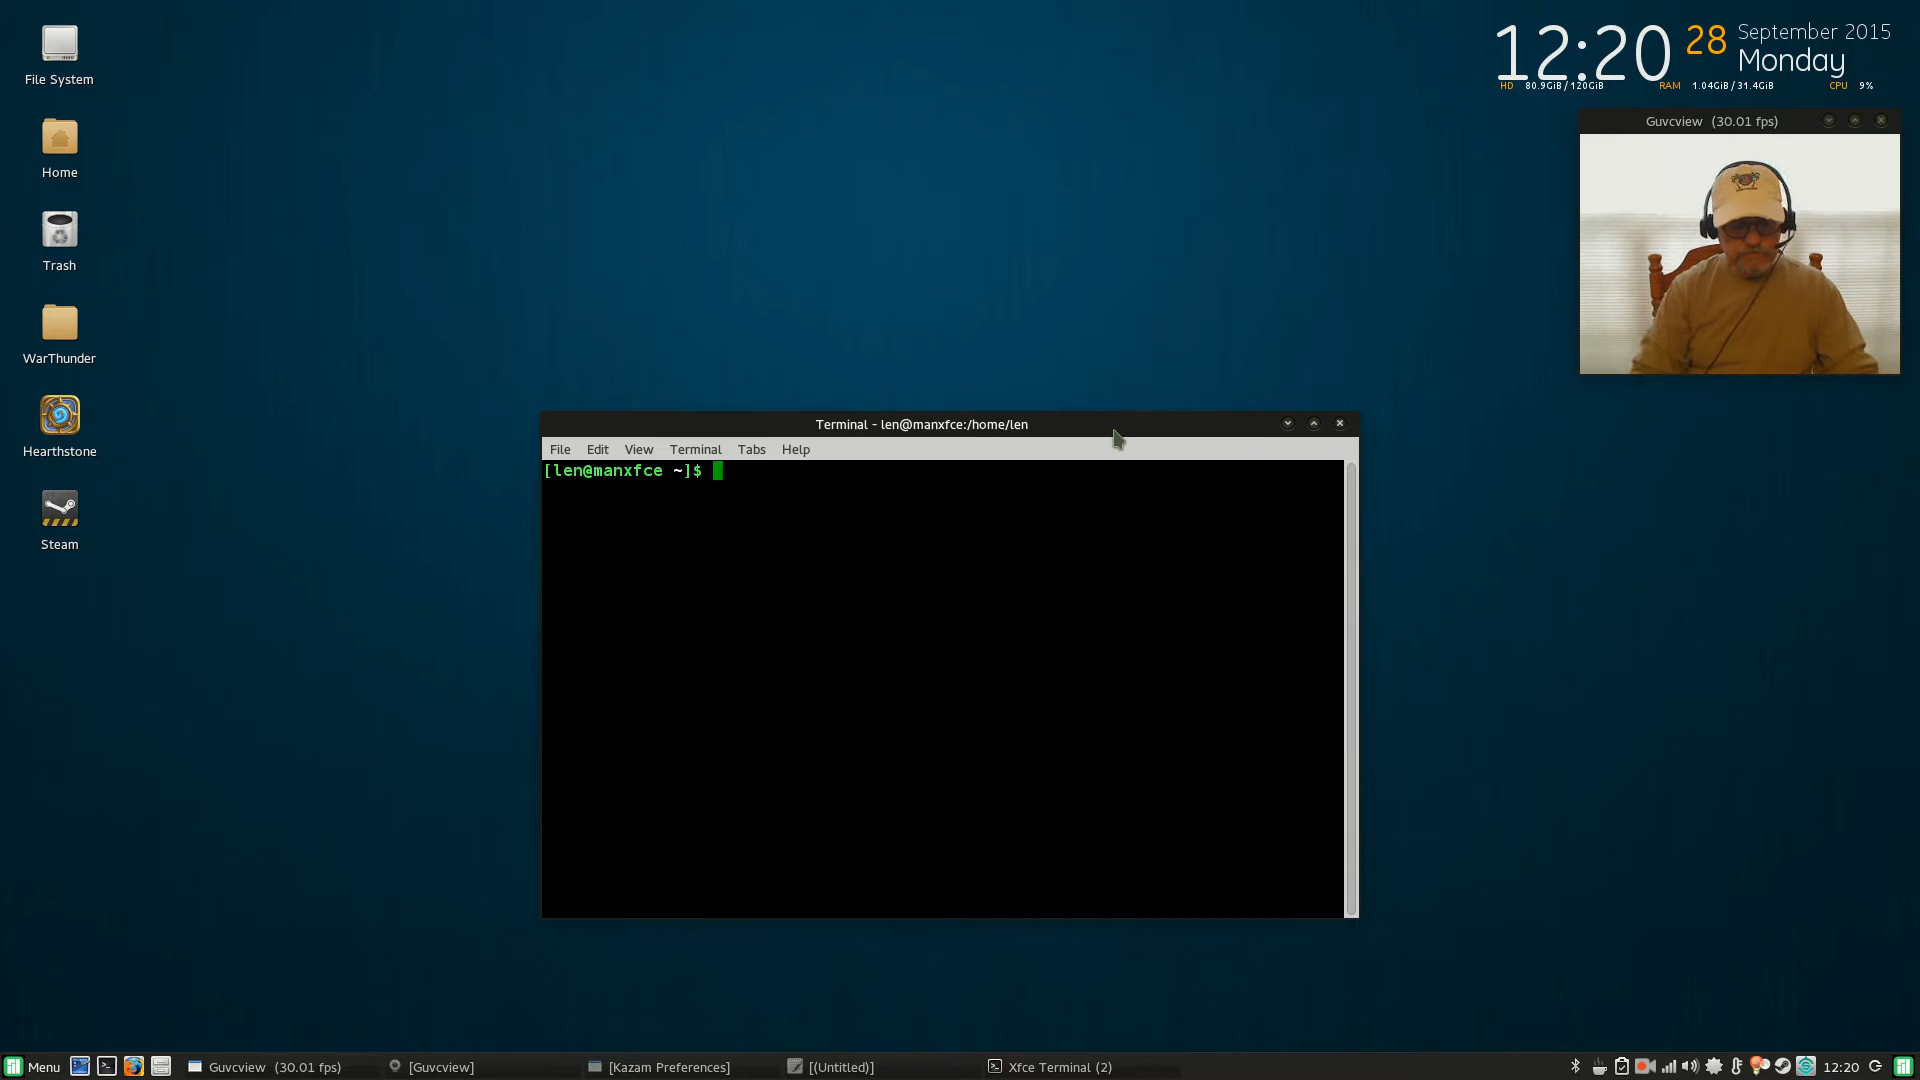 File System
Home
Trash
WarThunder
Hearthstone
Steam
12:20 28 September 2015
Monday
HD 80.9GiB / 120GiB RAM 1.04GiB / 31.4GiB CPU 9%
Guvcview (30.01 fps)
Terminal - len@manxfce:/home/len
File Edit View Terminal Tabs Help
[len@manxfce ~]$
Menu Guvcview (30.01 fps) [Guvcview] [Kazam Preferences] [(Untitled)] Xfce Terminal (2) 12:20